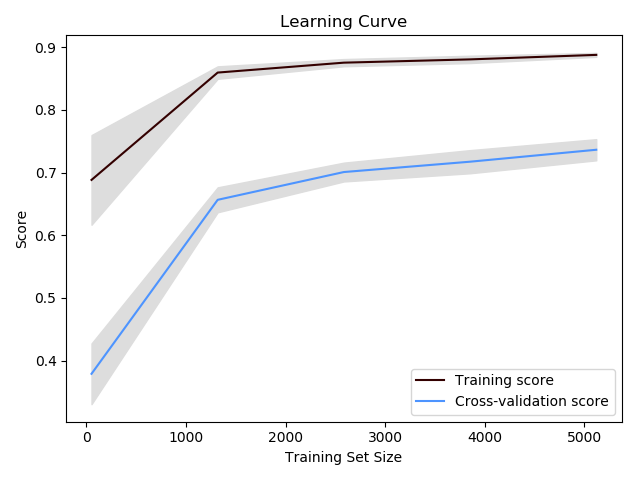 Learning Curve
0.9
0.8
0.7
0.6
0.5
0.4
Score
0 1000 2000 3000 4000 5000
Training Set Size
Training score
Cross-validation score